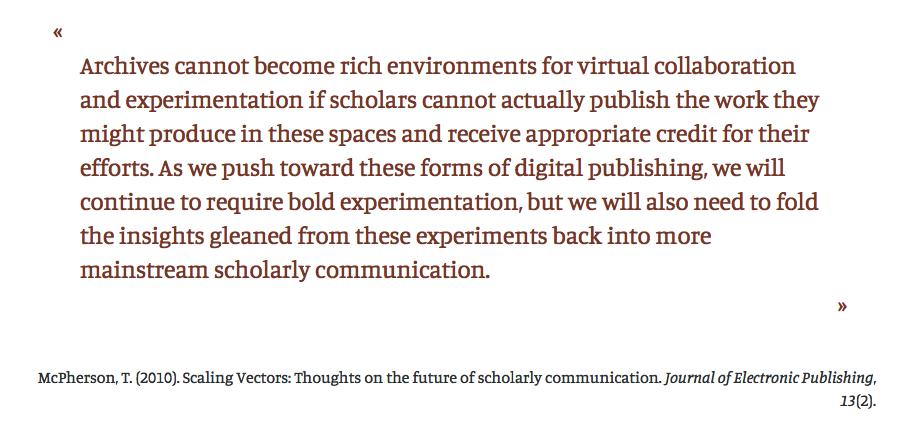 «
Archives cannot become rich environments for virtual collaboration
and experimentation if scholars cannot actually publish the work they
might produce in these spaces and receive appropriate credit for their
efforts. As we push toward these forms of digital publishing, we will
continue to require bold experimentation, but we will also need to fold
the insights gleaned from these experiments back into more
mainstream scholarly communication.
»
McPherson, T. (2010). Scaling Vectors: Thoughts on the future of scholarly communication. Journal of Electronic Publishing,
13(2).